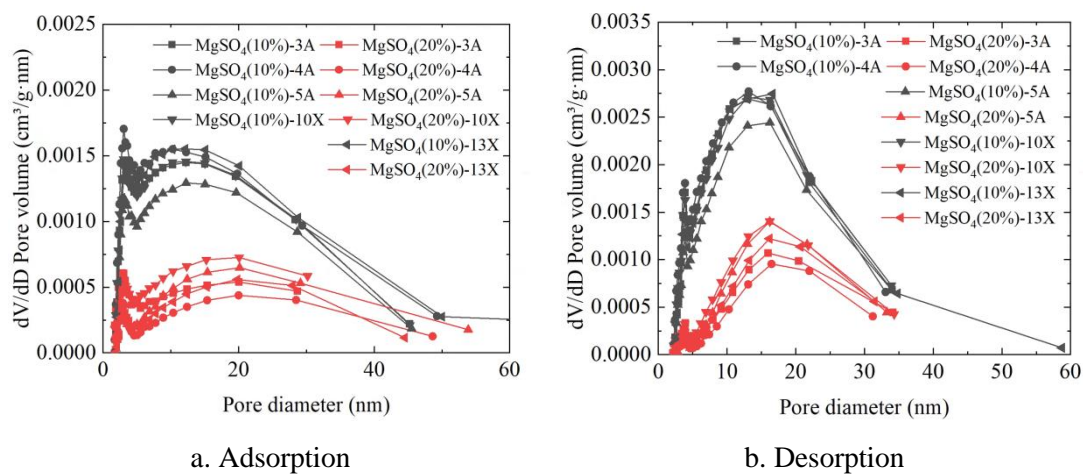 0.0025
0.0020
0.0015
0.0010
0.0005
0.0000
dV/dD Pore volume (cm³/g·nm)
MgSO₄(10%)-3A MgSO₄(20%)-3A
MgSO₄(10%)-4A MgSO₄(20%)-4A
MgSO₄(10%)-5A MgSO₄(20%)-5A
MgSO₄(10%)-10X MgSO₄(20%)-10X
MgSO₄(10%)-13X
MgSO₄(20%)-13X
0 20 40 60
Pore diameter (nm)
a. Adsorption
0.0035
0.0030
0.0025
0.0020
0.0015
0.0010
0.0005
0.0000
dV/dD Pore volume (cm³/g·nm)
MgSO₄(10%)-3A MgSO₄(20%)-3A
MgSO₄(10%)-4A MgSO₄(20%)-4A
MgSO₄(10%)-5A
MgSO₄(20%)-5A
MgSO₄(10%)-10X
MgSO₄(20%)-10X
MgSO₄(10%)-13X
MgSO₄(20%)-13X
0 10 20 30 40 50 60
Pore diameter (nm)
b. Desorption